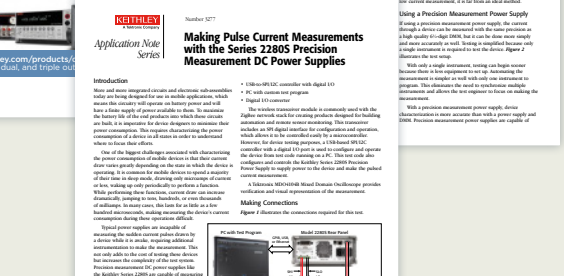 ey.com/products/
dual, and triple out
KEITHLEY
A Tektronix Company
Application Note
Series
Number 3277
Making Pulse Current Measurements
with the Series 2280S Precision
Measurement DC Power Supplies
Introduction
More and more integrated circuits and electronic sub-assemblies
today are being designed for use in mobile applications, which
means this circuitry will operate on battery power and will
have a finite supply of power available to them. To maximize
the battery life of the end products into which these circuits
are built, it is imperative for device designers to minimize their
power consumption. This requires characterizing the power
consumption of a device in all states in order to understand
where to focus their efforts.
One of the biggest challenges associated with characterizing
the power consumption of mobile devices is that their current
draw varies greatly depending on the state in which the device is
operating. It is common for mobile devices to spend a majority
of their time in sleep mode, drawing only microamps of current
or less, waking up only periodically to perform a function.
While performing these functions, current draw can increase
dramatically, jumping to tens, hundreds, or even thousands
of milliamps. In many cases, this lasts for as little as a few
hundred microseconds, making measuring the device's current
consumption during these operations difficult.
Typical power supplies are incapable of
measuring the sudden current pulses drawn by
a device while it is awake, requiring additional
instrumentation to make the measurement. This
not only adds to the cost of testing those devices
but increases the complexity of the test system.
Precision measurement DC power supplies like
the Keithley Series 2280S are capable of measuring
• USB-to-SPI/I2C controller with digital I/O
• PC with custom test program
• Digital I/O converter
The wireless transceiver module is commonly used with the
ZigBee network stack for creating products designed for building
automation and remote sensor monitoring. This transceiver
includes an SPI digital interface for configuration and operation,
which allows it to be controlled easily by a microcontroller.
However, for device testing purposes, a USB-based SPI/I2C
controller with a digital I/O port is used to configure and operate
the device from test code running on a PC. This test code also
configures and controls the Keithley Series 2280S Precision
Power Supply to supply power to the device and make the pulsed
current measurement.
A Tektronix MDO4104B Mixed Domain Oscilloscope provides
verification and visual representation of the measurement.
Making Connections
Figure 1 illustrates the connections required for this test.
PC with Test Program
GPIB, USB,
or Ethernet
Model 2280S Rear Panel
low current measurement, it is far from an ideal method.
Using a Precision Measurement Power Supply
If using a precision measurement power supply, the current
through a device can be measured with the same precision as
a high quality 6½-digit DMM, but it can be done more simply
and more accurately as well. Testing is simplified because only
a single instrument is required to test the device. Figure 2
illustrates the test setup.
With only a single instrument, testing can begin sooner
because there is less equipment to set up. Automating the
measurement is simpler as well with only one instrument to
program. This eliminates the need to synchronize multiple
instruments and allows the test engineer to focus on making the
measurement.
With a precision measurement power supply, device
characterization is more accurate than with a power supply and
DMM. Precision measurement power supplies are capable of